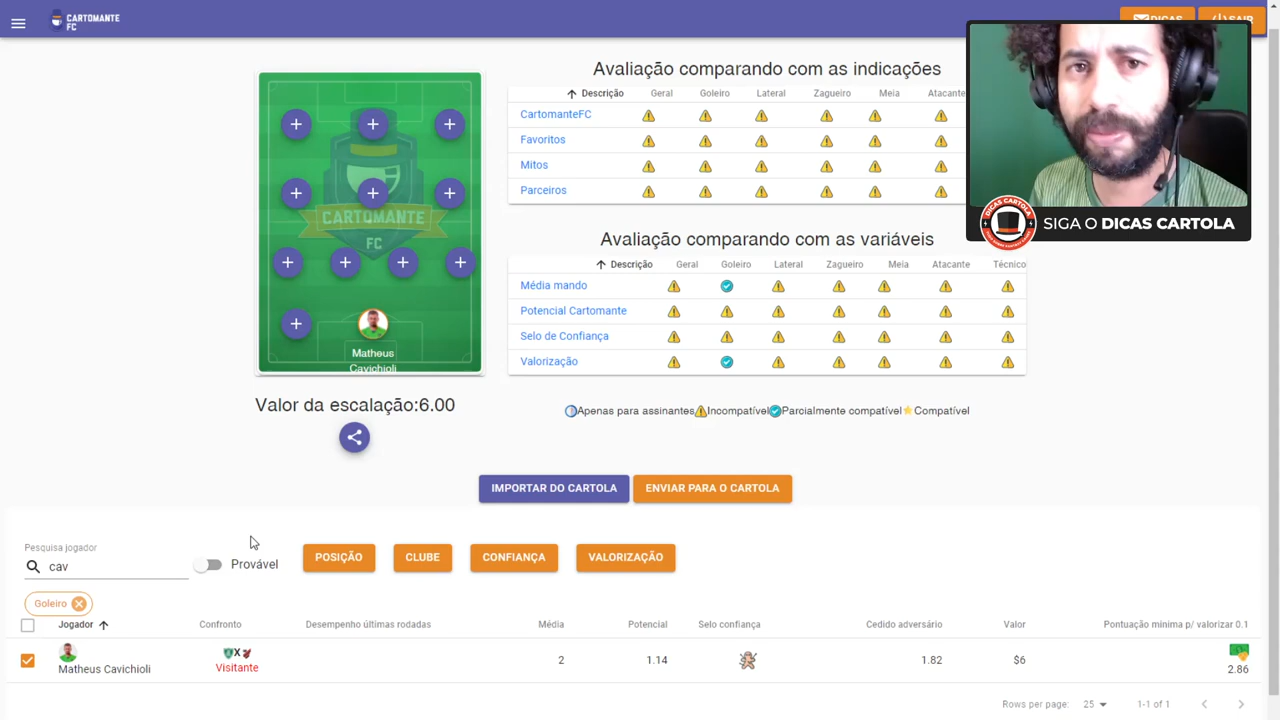 CARTOMANTE FC
DICAS
SAIR
Avaliação comparando com as indicações
Descrição Geral Goleiro Lateral Zagueiro Meia Atacante
CartomanteFC
Favoritos
Mitos
Parceiros
CARTOMANTE
FC
Matheus
Cavichioli
Avaliação comparando com as variáveis
Descrição Geral Goleiro Lateral Zagueiro Meia Atacante Técnico
Média mando
Potencial Cartomante
Selo de Confiança
Valorização
DICAS CARTOLA
SIGA O DICAS CARTOLA
Valor da escalação:6.00
Apenas para assinantes Incompatível Parcialmente compatível Compatível
IMPORTAR DO CARTOLA ENVIAR PARA O CARTOLA
Pesquisa jogador
cav
Provável
POSIÇÃO CLUBE CONFIANÇA VALORIZAÇÃO
Goleiro
Jogador Confronto Desempenho últimas rodadas Média Potencial Selo confiança Cedido adversário Valor Pontuação mínima p/ valorizar 0.1
Matheus Cavichioli X Visitante 2 1.14 1.82 $6 2.86
Rows per page: 25 1-1 of 1